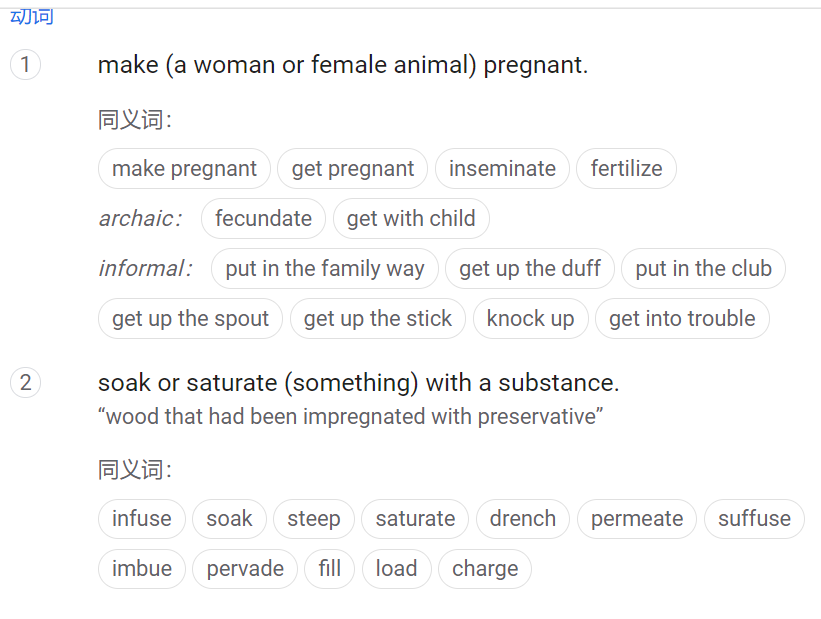 动词
1 make (a woman or female animal) pregnant.
同义词：
make pregnant get pregnant inseminate fertilize
archaic： fecundate get with child
informal： put in the family way get up the duff put in the club
get up the spout get up the stick knock up get into trouble
2 soak or saturate (something) with a substance.
“wood that had been impregnated with preservative”
同义词：
infuse soak steep saturate drench permeate suffuse
imbue pervade fill load charge